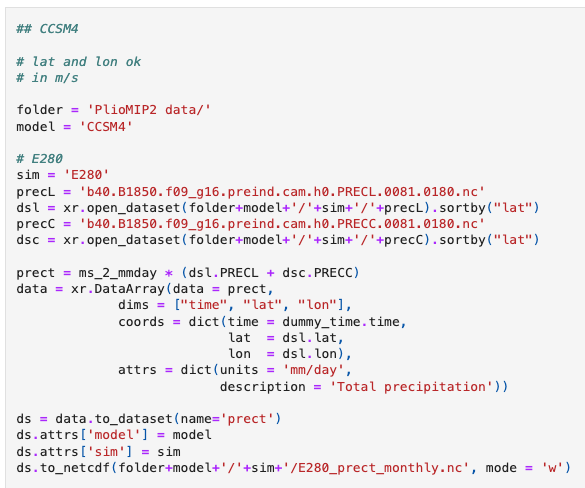 ## CCSM4
# lat and lon ok
# in m/s
folder = 'PlioMIP2 data/'
model = 'CCSM4'
# E280
sim = 'E280'
precL = 'b40.B1850.f09_g16.preind.cam.h0.PRECL.0081.0180.nc'
dsl = xr.open_dataset(folder+model+'/'+sim+'/'+precL).sortby("lat")
precC = 'b40.B1850.f09_g16.preind.cam.h0.PRECC.0081.0180.nc'
dsc = xr.open_dataset(folder+model+'/'+sim+'/'+precC).sortby("lat")
prect = ms_2_mmday * (dsl.PRECL + dsc.PRECC)
data = xr.DataArray(data = prect,
dims = ["time", "lat", "lon"],
coords = dict(time = dummy_time.time,
lat  = dsl.lat,
lon  = dsl.lon),
attrs = dict(units = 'mm/day',
description = 'Total precipitation'))
ds = data.to_dataset(name='prect')
ds.attrs['model'] = model
ds.attrs['sim'] = sim
ds.to_netcdf(folder+model+'/'+sim+'/E280_prect_monthly.nc', mode = 'w')